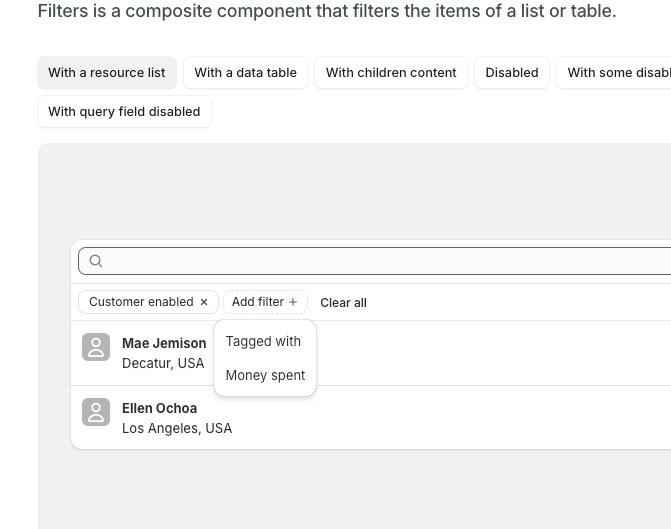 Filters is a composite component that filters the items of a list or table.
With a resource list
With a data table
With children content
Disabled
With some
With query field disabled
Customer enabled ×
Add filter +
Clear all
Tagged with
Money spent
Mae Jemison
Decatur, USA
Ellen Ochoa
Los Angeles, USA